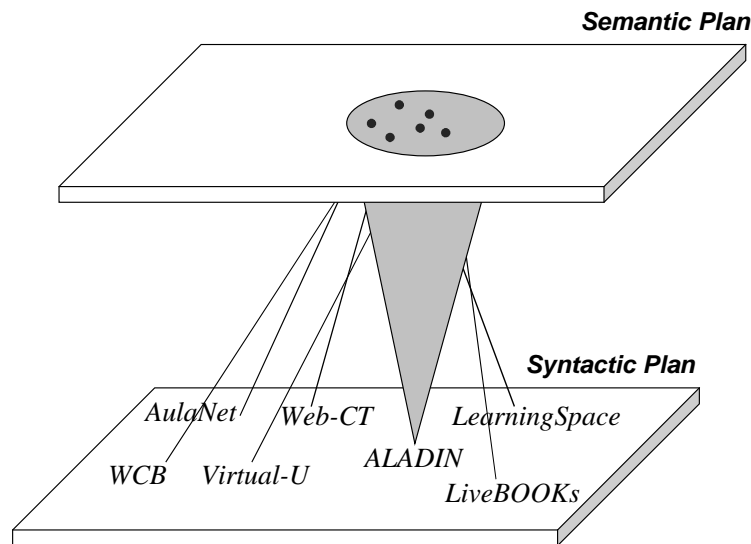 Semantic Plan
Syntactic Plan
AulaNet
Web-CT
LearningSpace
WCB
Virtual-U
ALADIN
LiveBOOKs